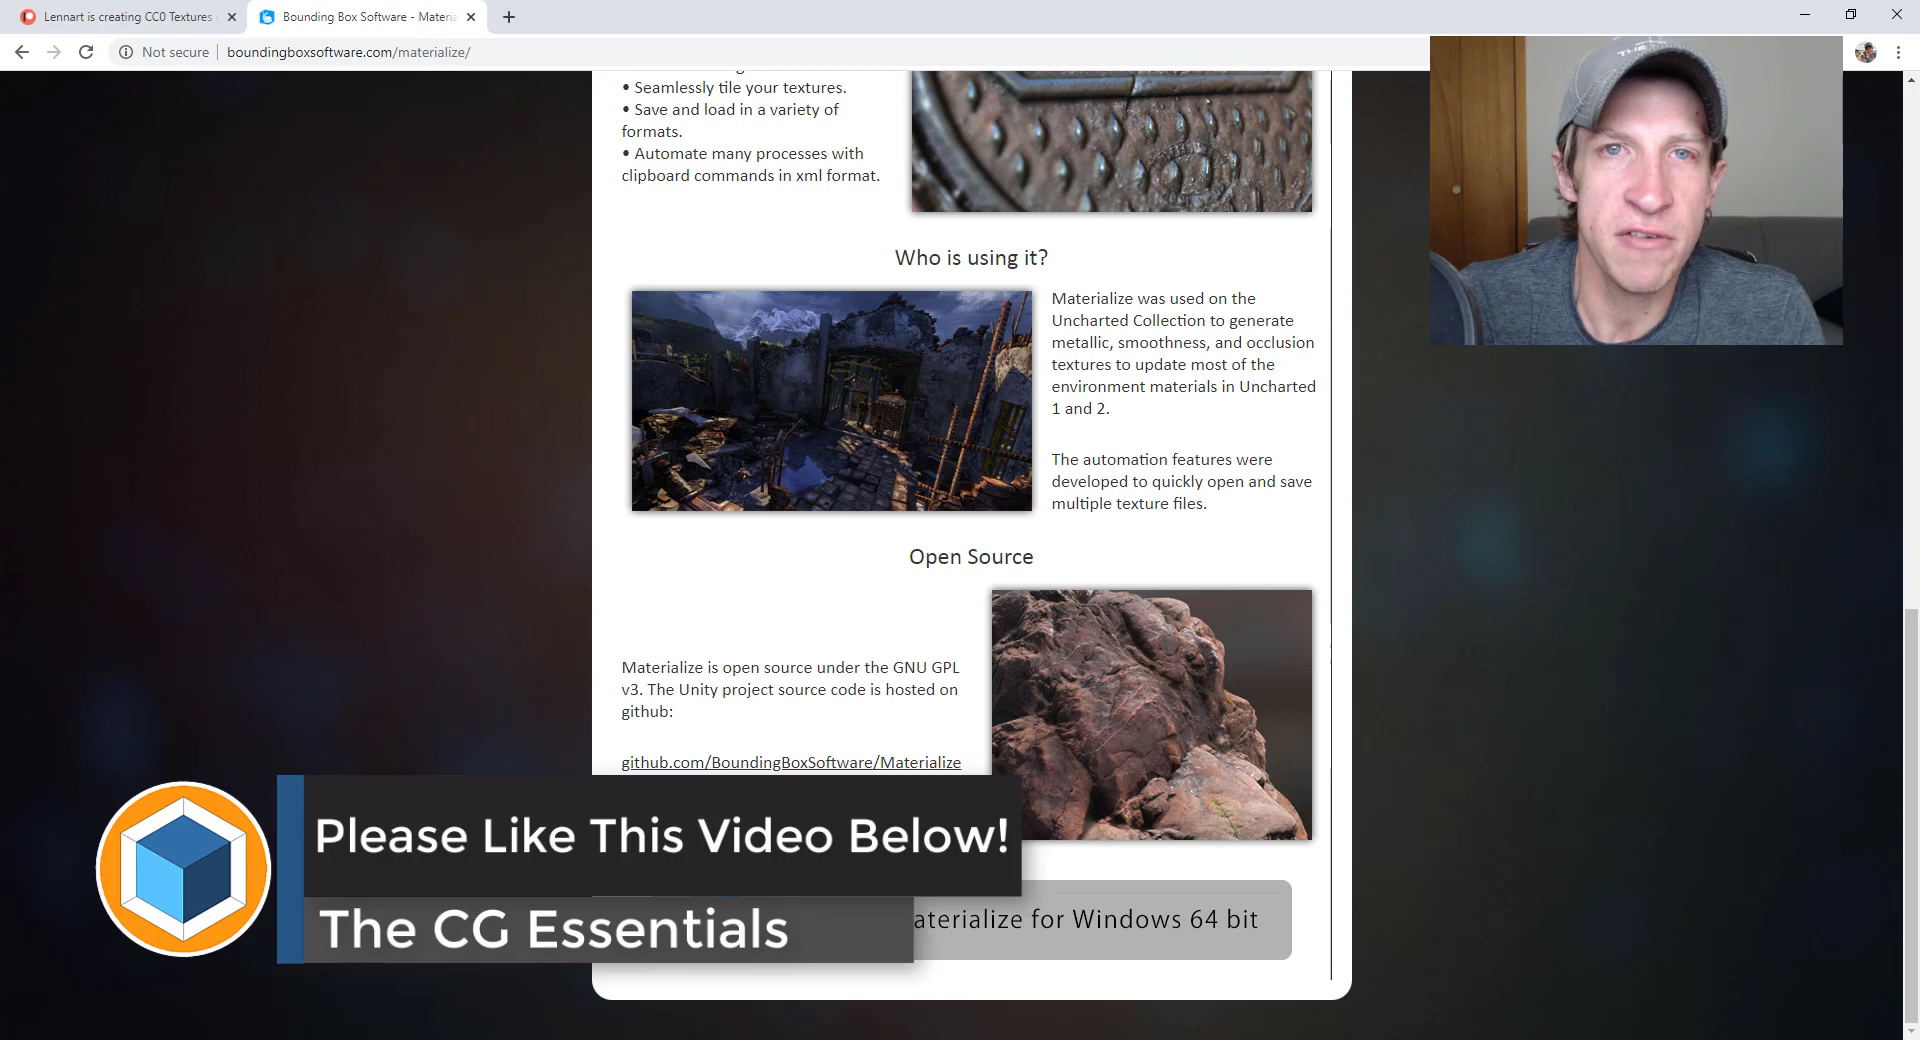 Lennart is creating CC0 Textures
Bounding Box Software - Materia
Not secure
boundingboxsoftware.com/materialize/
• Seamlessly tile your textures.
• Save and load in a variety of
formats.
• Automate many processes with
clipboard commands in xml format.
Who is using it?
Materialize was used on the
Uncharted Collection to generate
metallic, smoothness, and occlusion
textures to update most of the
environment materials in Uncharted
1 and 2.
The automation features were
developed to quickly open and save
multiple texture files.
Open Source
Materialize is open source under the GNU GPL
v3. The Unity project source code is hosted on
github:
github.com/BoundingBoxSoftware/Materialize
Please Like This Video Below!
The CG Essentials
aterialize for Windows 64 bit